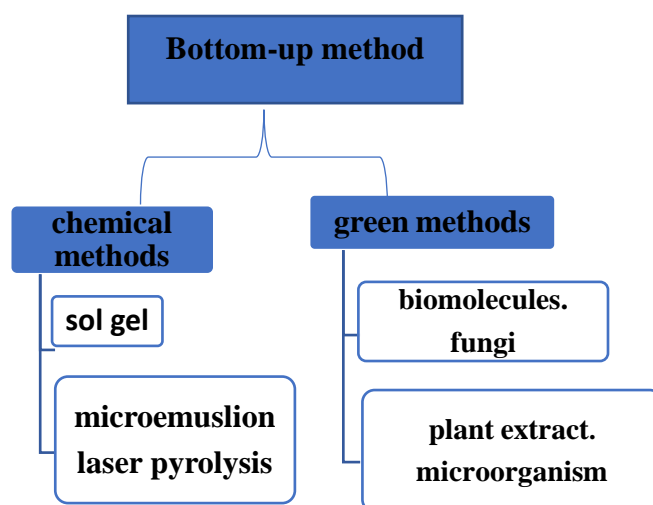 Bottom-up method
chemical
methods
sol gel
microemuslion
laser pyrolysis
green methods
biomolecules.
fungi
plant extract.
microorganism